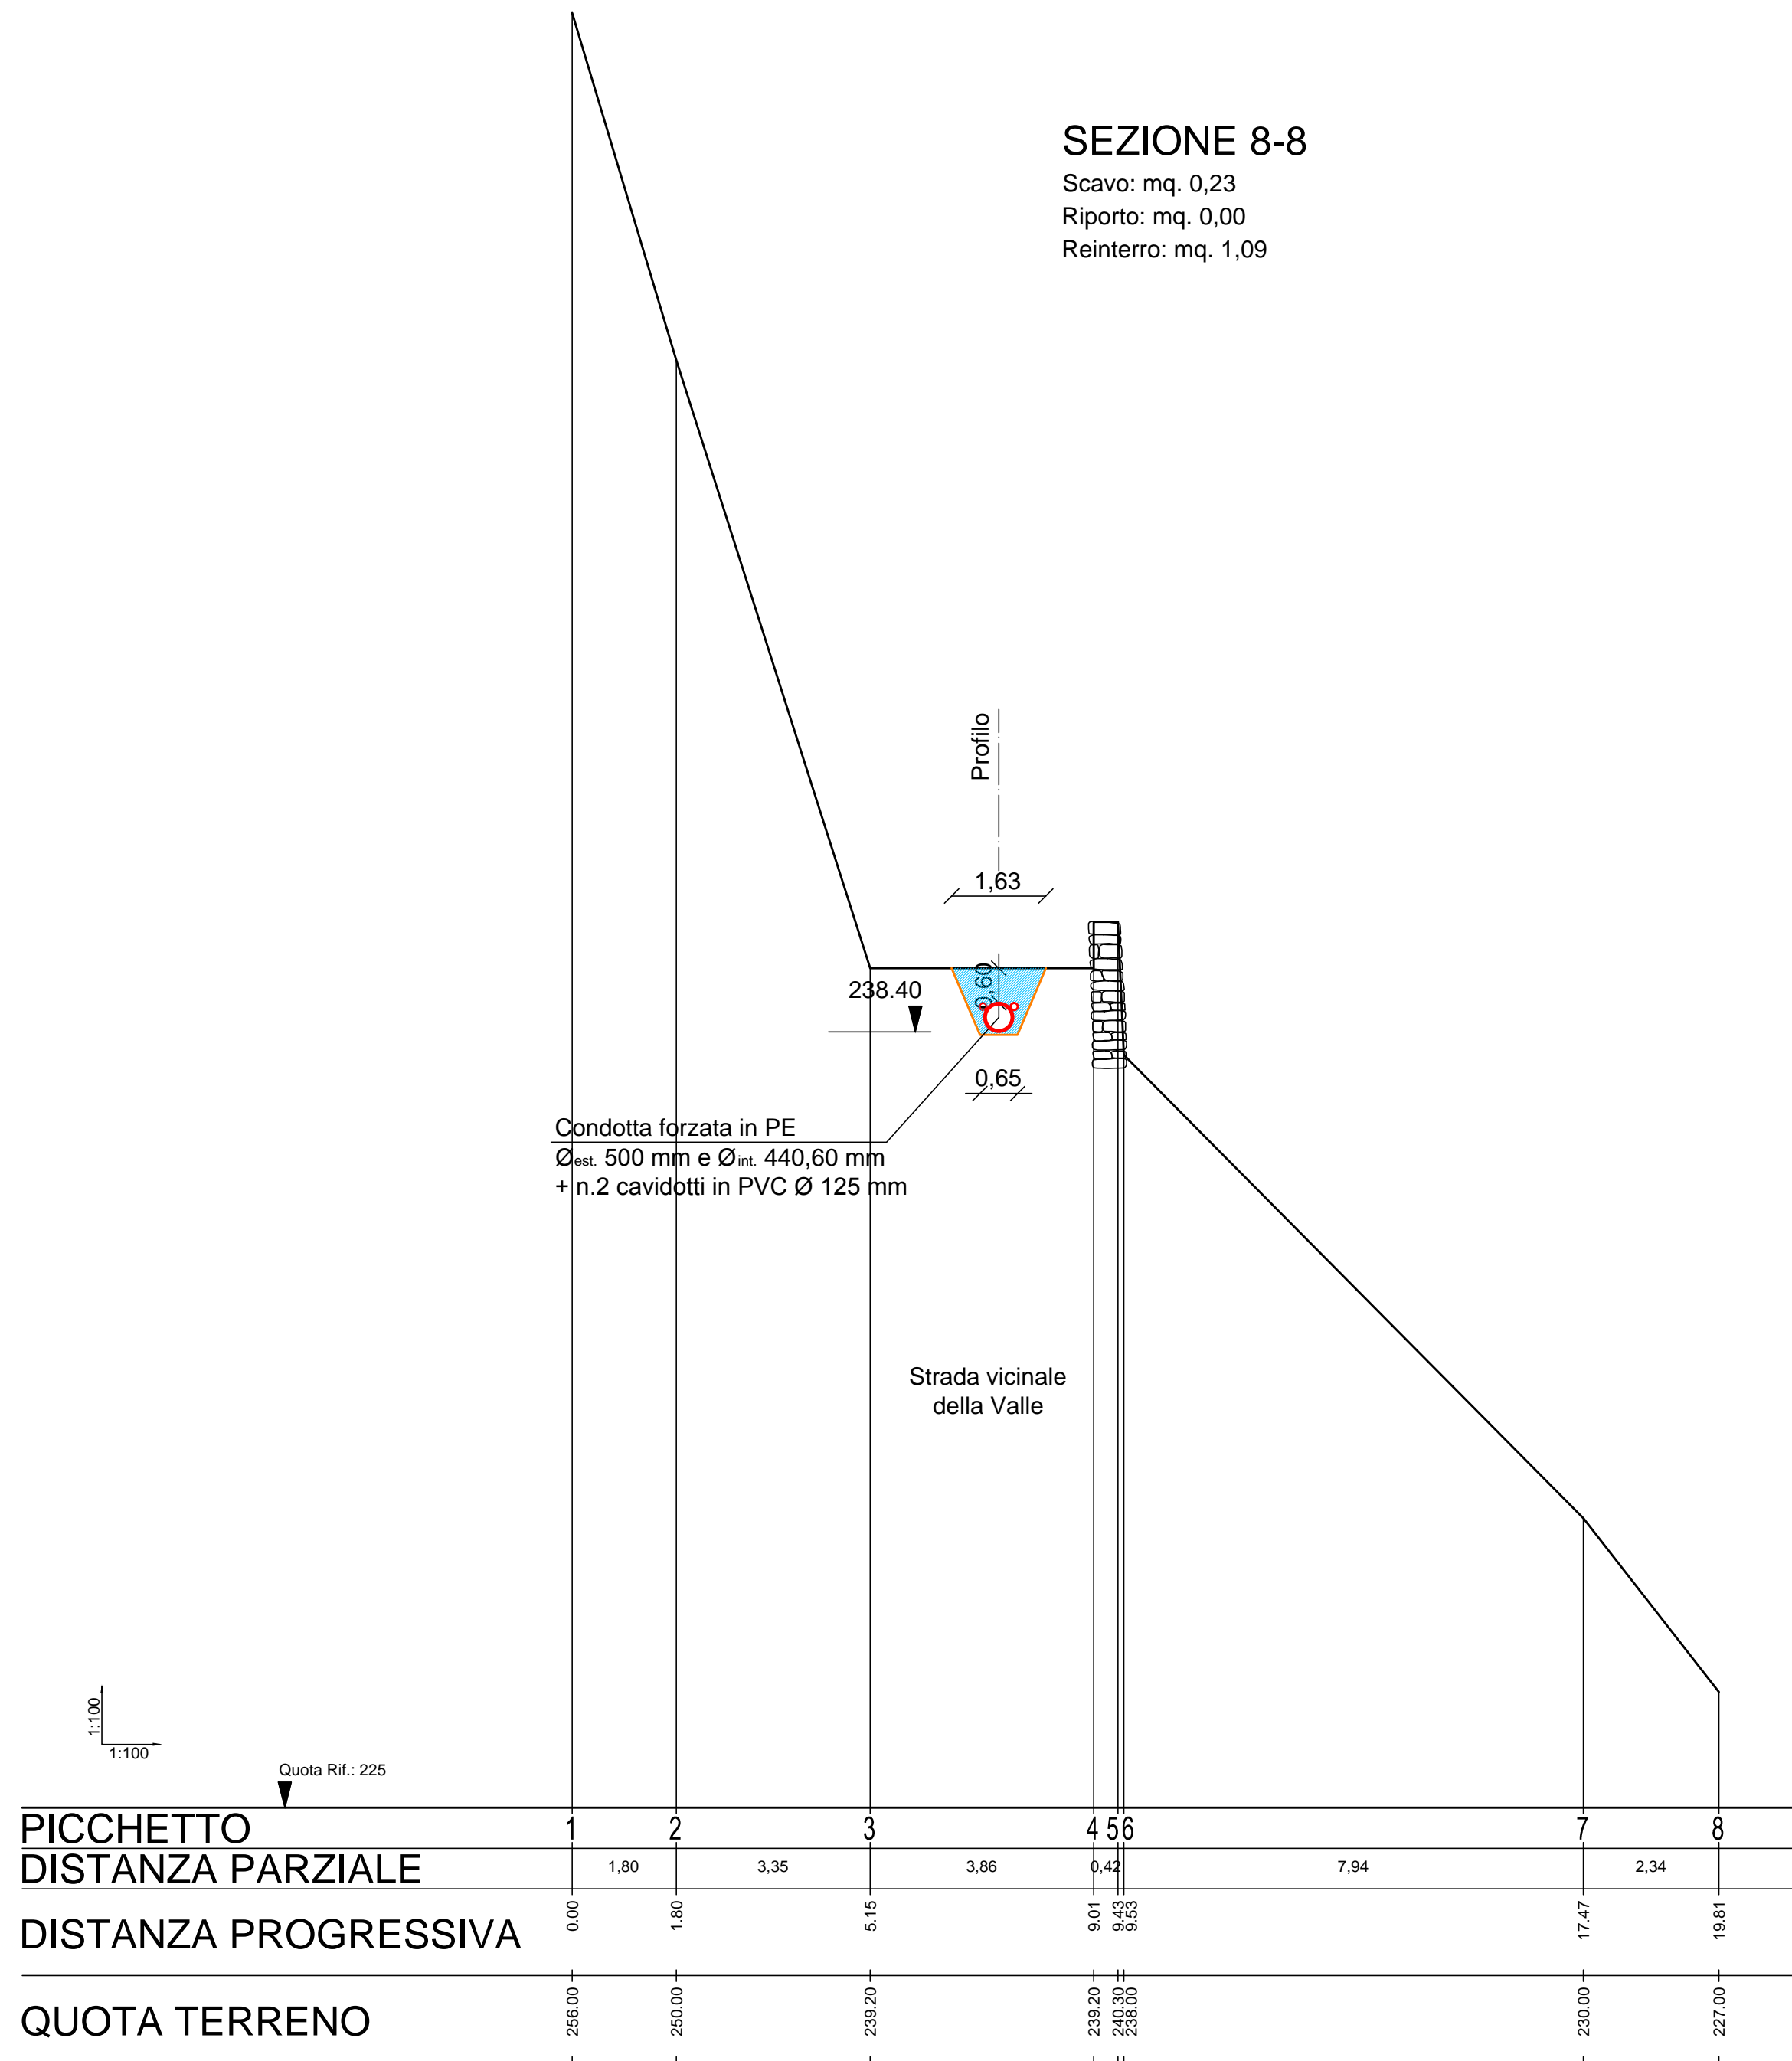 SEZIONE 8-8
Scavo: mq. 0,23
Riporto: mq. 0,00
Reinterro: mq. 1,09
Profilo
1,63
0,60
238.40
0,65
Condotta forzata in PE
Øest. 500 mm e Øint. 440,60 mm
+ n.2 cavidotti in PVC Ø 125 mm
Strada vicinale
della Valle
1:100
1:100
Quota Rif.: 225
PICCHETTO 1 2 3 4 5 6 7 8
DISTANZA PARZIALE 1,80 3,35 3,86 0,42 7,94 2,34
DISTANZA PROGRESSIVA 0.00 1.80 5.15 9.01 9.43 9.53 17.47 19.81
QUOTA TERRENO 256.00 250.00 239.20 239.20 240.30 238.00 230.00 227.00